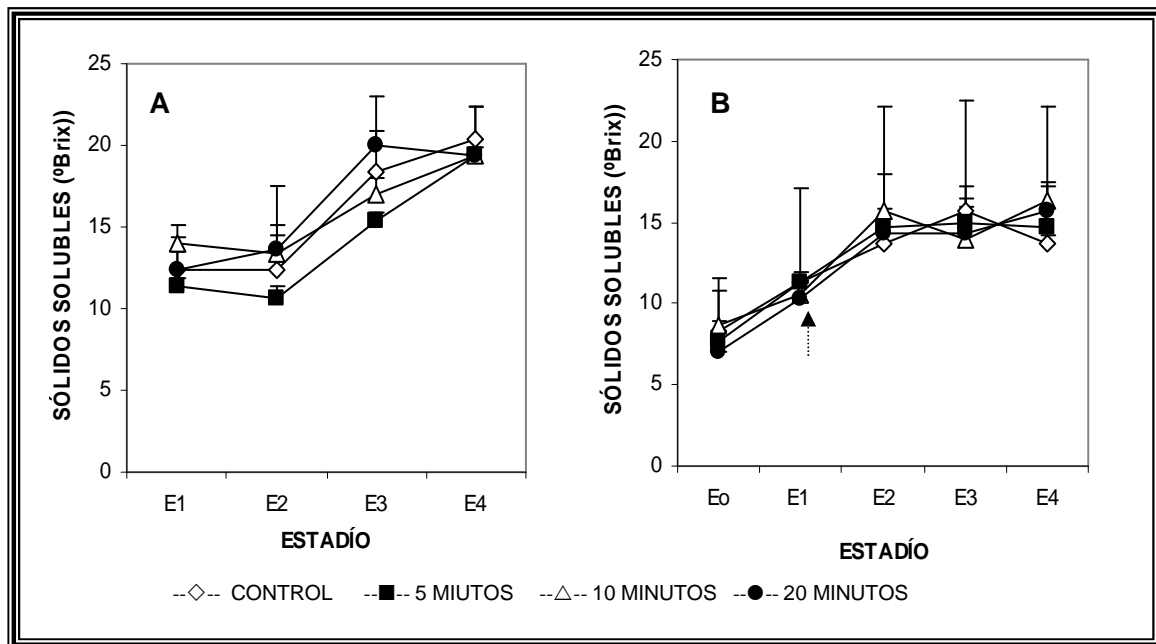 A
SÓLIDOS SOLUBLES (ºBrix))
25
20
15
10
5
0
E1 E2 E3 E4
ESTADÍO
B
SÓLIDOS SOLUBLES (ºBrix))
25
20
15
10
5
0
Eo E1 E2 E3 E4
ESTADÍO
CONTROL 5 MIUTOS 10 MINUTOS 20 MINUTOS